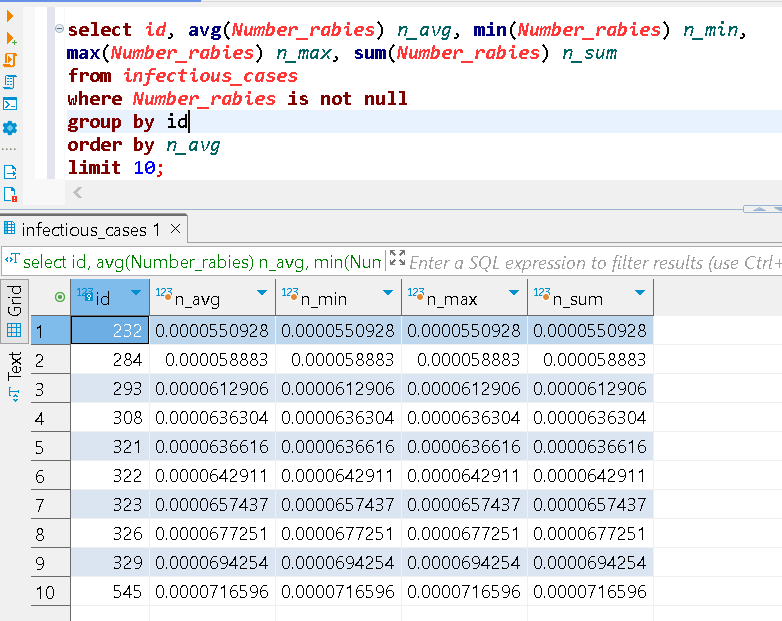 select id, avg(Number_rabies) n_avg, min(Number_rabies) n_min,
max(Number_rabies) n_max, sum(Number_rabies) n_sum
from infectious_cases
where Number_rabies is not null
group by id
order by n_avg
limit 10;
infectious_cases 1 ×
select id, avg(Number_rabies) n_avg, min(Num Enter a SQL expression to filter results (use Ctrl+
Grid
Text
123 id 123 n_avg 123 n_min 123 n_max 123 n_sum
1 232 0.0000550928 0.0000550928 0.0000550928 0.0000550928
2 284 0.000058883 0.000058883 0.000058883 0.000058883
3 293 0.0000612906 0.0000612906 0.0000612906 0.0000612906
4 308 0.0000636304 0.0000636304 0.0000636304 0.0000636304
5 321 0.0000636616 0.0000636616 0.0000636616 0.0000636616
6 322 0.0000642911 0.0000642911 0.0000642911 0.0000642911
7 323 0.0000657437 0.0000657437 0.0000657437 0.0000657437
8 326 0.0000677251 0.0000677251 0.0000677251 0.0000677251
9 329 0.0000694254 0.0000694254 0.0000694254 0.0000694254
10 545 0.0000716596 0.0000716596 0.0000716596 0.0000716596